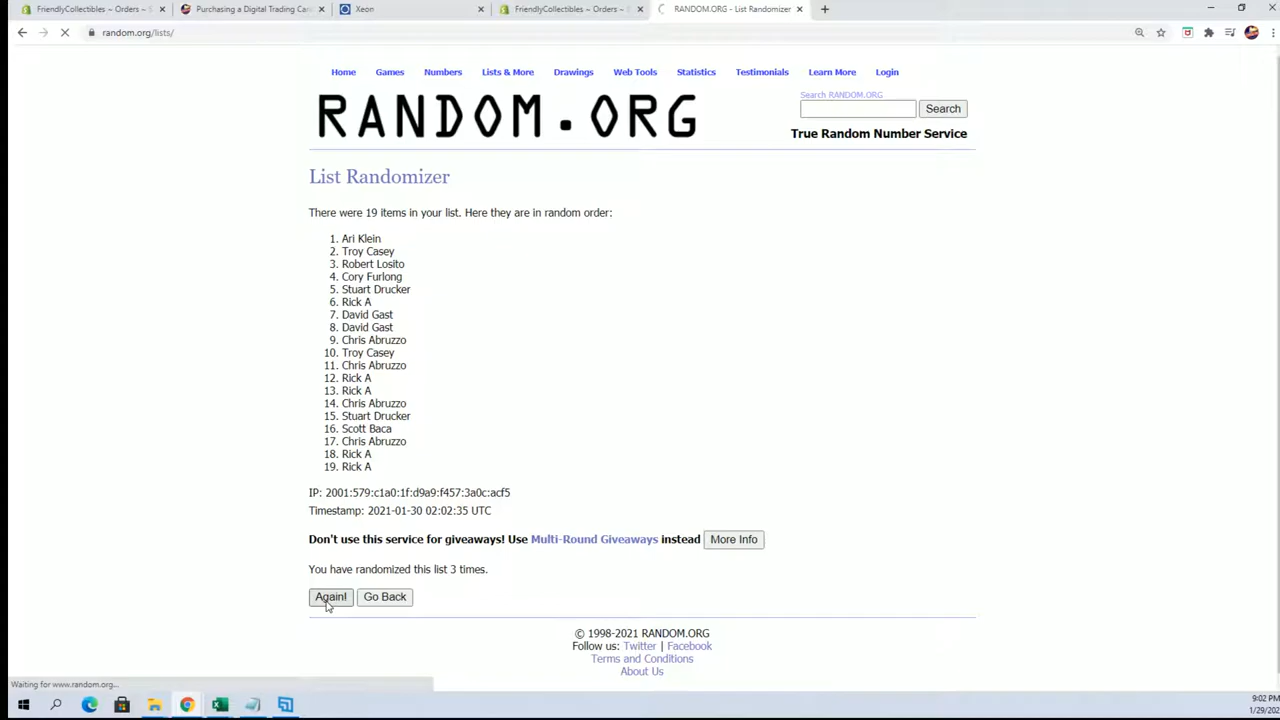 FriendlyCollectibles ~ Orders ~ S
Purchasing a Digital Trading Car
Xeon
FriendlyCollectibles ~ Orders ~ S
RANDOM.ORG - List Randomizer
random.org/lists/
Home Games Numbers Lists & More Drawings Web Tools Statistics Testimonials Learn More Login
RANDOM.ORG
Search RANDOM.ORG
Search
True Random Number Service
List Randomizer
There were 19 items in your list. Here they are in random order:
1. Ari Klein
2. Troy Casey
3. Robert Losito
4. Cory Furlong
5. Stuart Drucker
6. Rick A
7. David Gast
8. David Gast
9. Chris Abruzzo
10. Troy Casey
11. Chris Abruzzo
12. Rick A
13. Rick A
14. Chris Abruzzo
15. Stuart Drucker
16. Scott Baca
17. Chris Abruzzo
18. Rick A
19. Rick A
IP: 2001:579:c1a0:1f:d9a9:f457:3a0c:acf5
Timestamp: 2021-01-30 02:02:35 UTC
Don't use this service for giveaways! Use Multi-Round Giveaways instead More Info
You have randomized this list 3 times.
Again! Go Back
© 1998-2021 RANDOM.ORG
Follow us: Twitter | Facebook
Terms and Conditions
About Us
Waiting for www.random.org...
9:02 PM
1/29/202